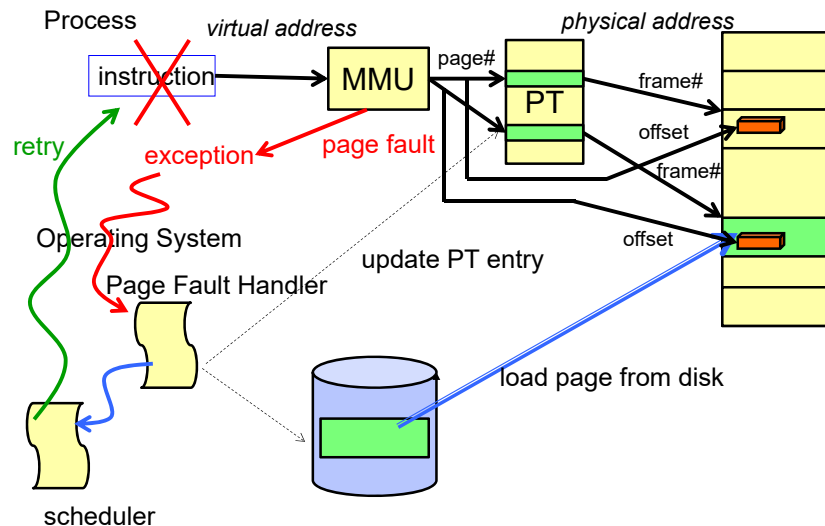 Process
virtual address
physical address
instruction
MMU
page#
PT
frame#
offset
retry
exception
page fault
frame#
Operating System
offset
update PT entry
Page Fault Handler
load page from disk
scheduler